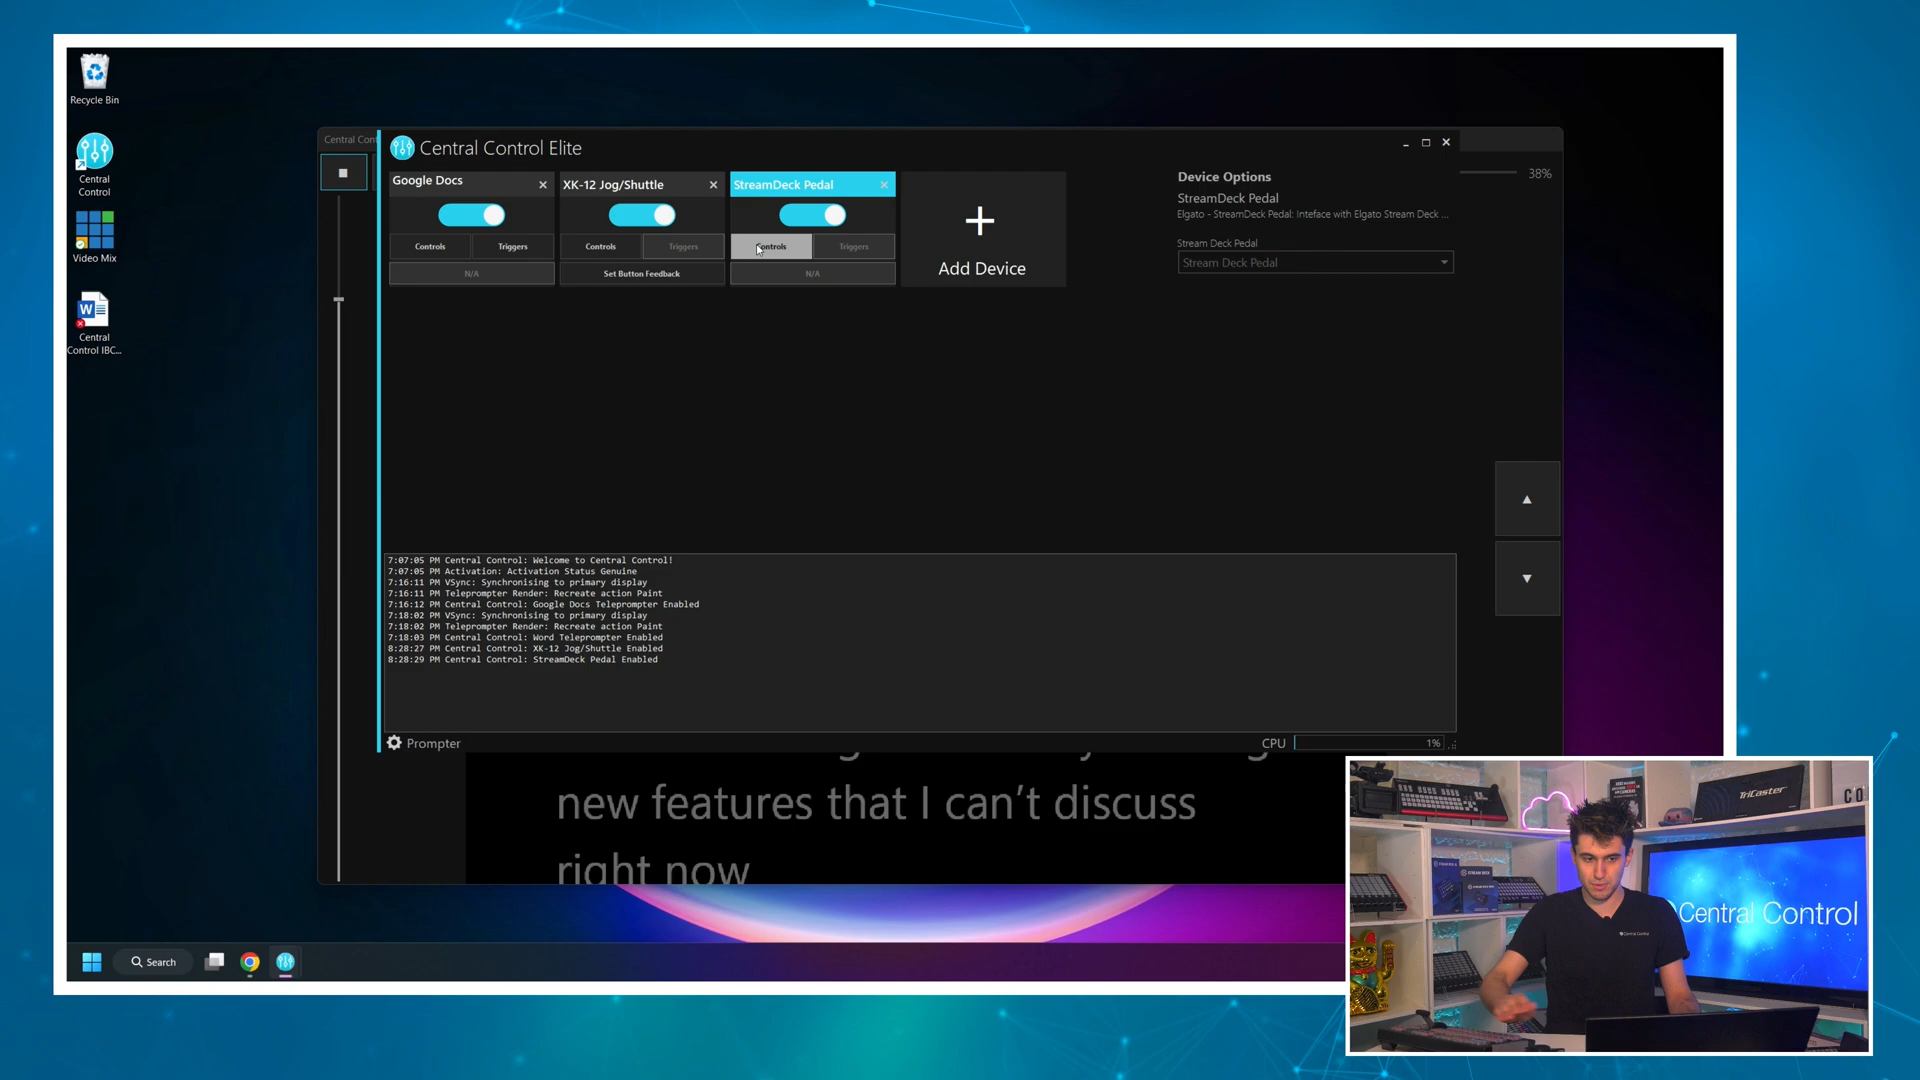 Recycle Bin
Central
Control
Video Mix
Central
Control IBC...
Central Cont
Central Control Elite
Google Docs
XK-12 Jog/Shuttle
StreamDeck Pedal
Controls
Triggers
Controls
Triggers
Controls
Triggers
N/A
Set Button Feedback
N/A
Add Device
Device Options
StreamDeck Pedal
Elgato - StreamDeck Pedal: Inteface with Elgato Stream Deck ...
Stream Deck Pedal
Stream Deck Pedal
38%
7:07:05 PM Central Control: Welcome to Central Control!
7:07:05 PM Activation: Activation Status Genuine
7:16:11 PM VSync: Synchronising to primary display
7:16:11 PM Teleprompter Render: Recreate action Paint
7:16:12 PM Central Control: Google Docs Teleprompter Enabled
7:18:02 PM VSync: Synchronising to primary display
7:18:02 PM Teleprompter Render: Recreate action Paint
7:18:03 PM Central Control: Word Teleprompter Enabled
8:28:27 PM Central Control: XK-12 Jog/Shuttle Enabled
8:28:29 PM Central Control: StreamDeck Pedal Enabled
Prompter
CPU
1%
new features that I can't discuss
right now
Search
TriCaster
CO
STREAM DECK
Central Control
Central Control